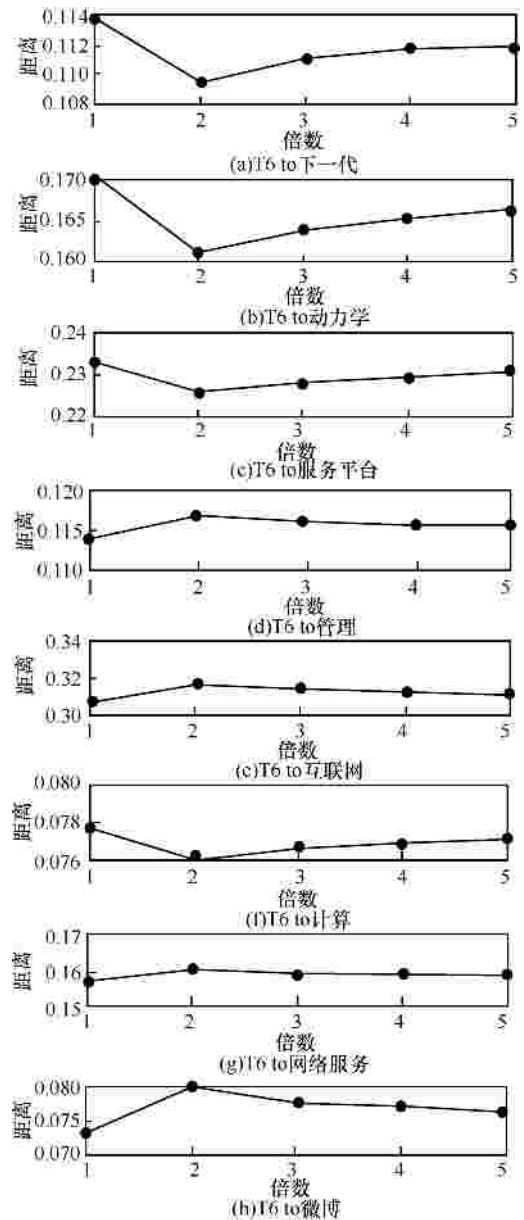 0.114
0.112
0.110
0.108
距离
1 2 3 4 5
倍数
(a)T6 to下一代
0.170
0.165
0.160
距离
1 2 3 4 5
倍数
(b)T6 to动力学
0.24
0.23
0.22
距离
1 2 3 4 5
倍数
(c)T6 to服务平台
0.120
0.115
0.110
距离
1 2 3 4 5
倍数
(d)T6 to管理
0.34
0.32
0.30
距离
1 2 3 4 5
倍数
(e)T6 to互联网
0.080
0.078
0.076
距离
1 2 3 4 5
倍数
(f)T6 to计算
0.17
0.16
0.15
距离
1 2 3 4 5
倍数
(g)T6 to网络服务
0.080
0.075
0.070
距离
1 2 3 4 5
倍数
(h)T6 to微博